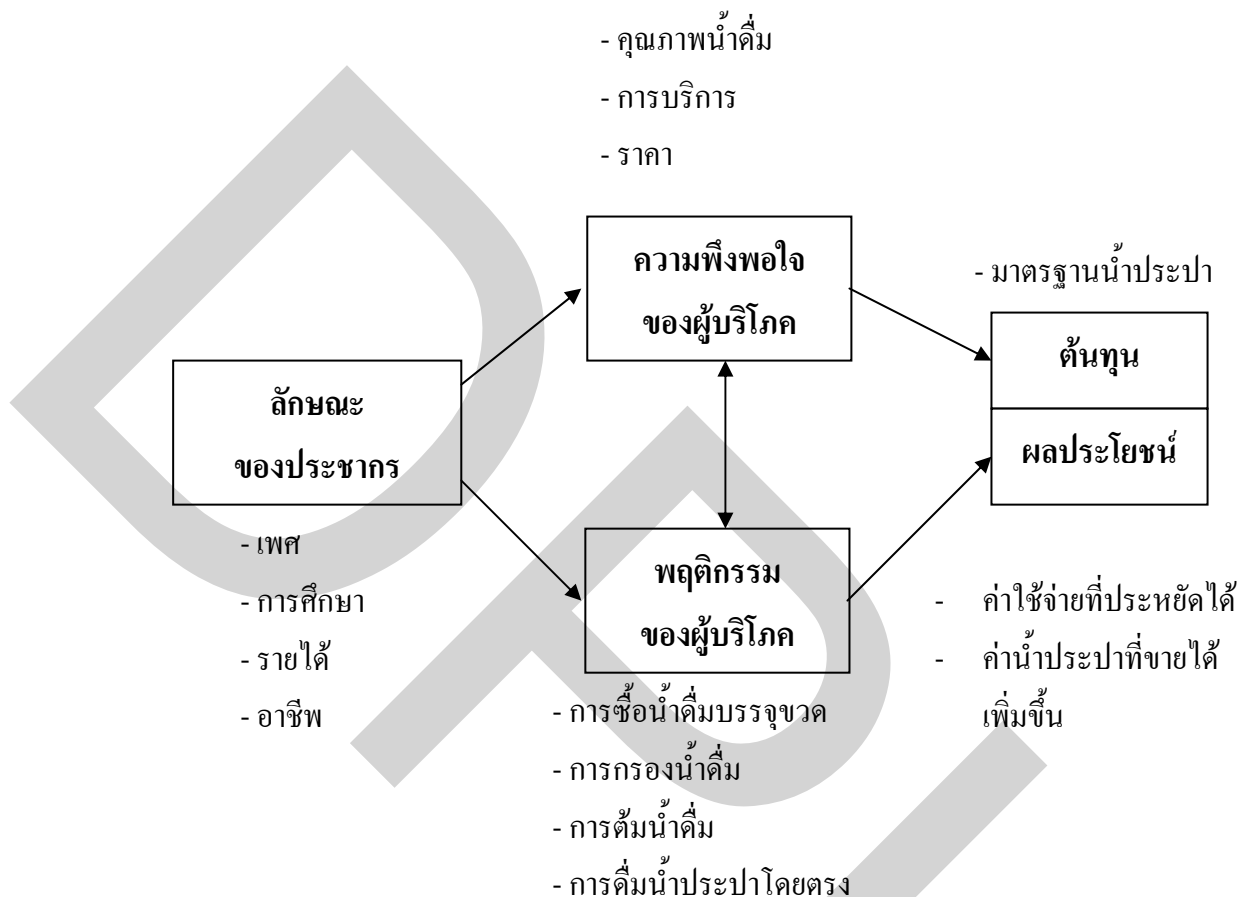 - คุณภาพน้ำดื่ม
- การบริการ
- ราคา
ความพึงพอใจ
ของผู้บริโภค
- มาตรฐานน้ำประปา
ต้นทุน
ผลประโยชน์
ลักษณะ
ของประชากร
- เพศ
- การศึกษา
- รายได้
- อาชีพ
พฤติกรรม
ของผู้บริโภค
- การซื้อน้ำดื่มบรรจุขวด
- การกรองน้ำดื่ม
- การต้มน้ำดื่ม
- การดื่มน้ำประปาโดยตรง
- ค่าใช้จ่ายที่ประหยัดได้
- ค่าน้ำประปาที่ขายได้
เพิ่มขึ้น